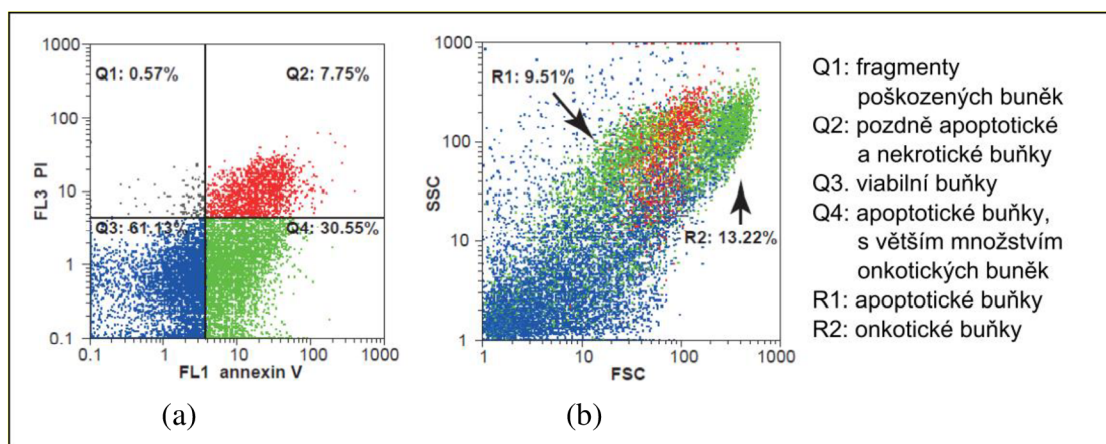 1000
100
10
1
0.1
FL3 PI
Q1: 0.57%
Q2: 7.75%
Q3: 61.13%
Q4: 30.55%
0.1
1
10
100
1000
FL1 annexin V
(a)
1000
100
10
1
SSC
R1: 9.51%
R2: 13.22%
1
10
100
1000
FSC
(b)
Q1: fragmenty
poškozených buněk
Q2: pozdně apoptotické
a nekrotické buňky
Q3. viabilní buňky
Q4: apoptotické buňky,
s větším množstvím
onkotických buněk
R1: apoptotické buňky
R2: onkotické buňky